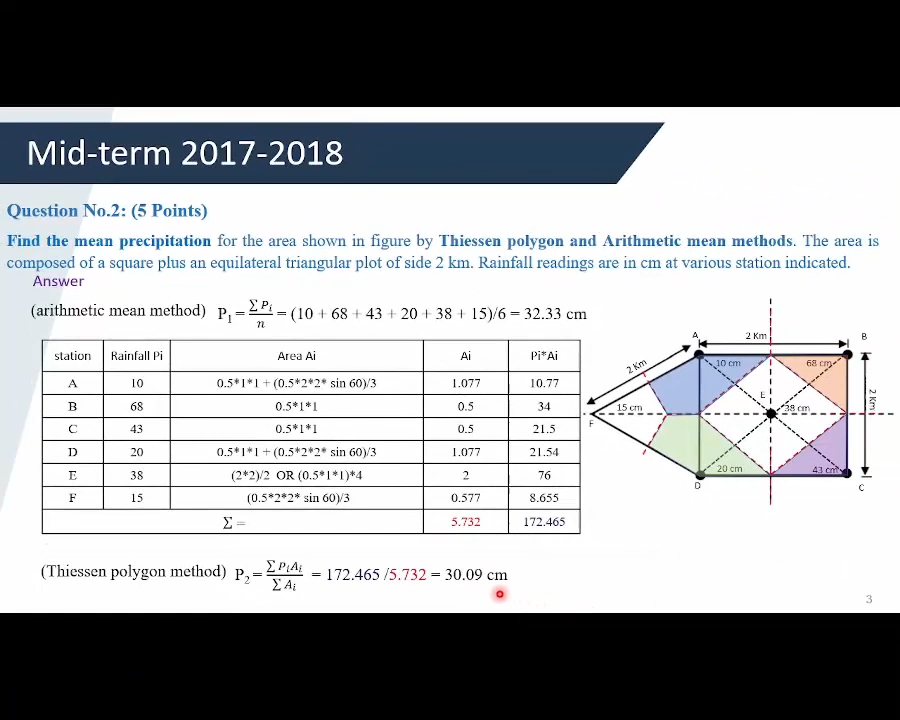 Mid-term 2017-2018
Question No.2: (5 Points)
Find the mean precipitation for the area shown in figure by Thiessen polygon and Arithmetic mean methods. The area is
composed of a square plus an equilateral triangular plot of side 2 km. Rainfall readings are in cm at various station indicated.
Answer
(arithmetic mean method) P₁ = ∑ Pᵢ / n = (10 + 68 + 43 + 20 + 38 + 15)/6 = 32.33 cm
station Rainfall Pi Area Ai Ai Pi*Ai
A 10 0.5*1*1 + (0.5*2*2* sin 60)/3 1.077 10.77
B 68 0.5*1*1 0.5 34
C 43 0.5*1*1 0.5 21.5
D 20 0.5*1*1 + (0.5*2*2* sin 60)/3 1.077 21.54
E 38 (2*2)/2 OR (0.5*1*1)*4 2 76
F 15 (0.5*2*2* sin 60)/3 0.577 8.655
∑ = 5.732 172.465
(Thiessen polygon method) P₂ = ∑ PᵢAᵢ / ∑ Aᵢ = 172.465 /5.732 = 30.09 cm
A 2 Km B
2 Km
10 cm 68 cm
E
2 Km
15 cm 38 cm
F
20 cm 43 cm
D C
3